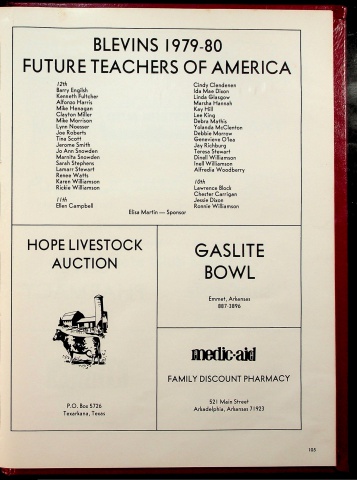 BLEVINS 1979-80
FUTURE TEACHERS OF AMERICA
12th
Barry English
Kenneth Fultcher
Alfonzo Harris
Mike Henagan
Clayton Miller
Mike Morrison
Lynn Noesser
Joe Roberts
Tina Scott
Jerome Smith
Jo Ann Snowden
Marnita Snowden
Sarah Stephens
Lamarr Stewart
Renee Watts
Karen Williamson
Rickie Williamson
11th
Ellen Campbell
Cindy Clendenen
Ida Mae Dixon
Linda Glasgow
Marsha Hannah
Kay Hill
Lee King
Debra Mathis
Yolanda McClenton
Debbie Morrow
Genevieve O'tea
Jay Richburg
Teresa Stewart
Dinell Williamson
Inell Williamson
Alfredia Woodberry
10th
Lawrence Block
Chester Carrigan
Jessie Dixon
Ronnie Williamson
Elisa Martin — Sponsor
HOPE LIVESTOCK
AUCTION
P.O. Box 5726
Texarkana, Texas
GASLITE
BOWL
Emmet, Arkansas
887-3896
medic-aid
FAMILY DISCOUNT PHARMACY
521 Main Street
Arkadelphia, Arkansas 71923
105